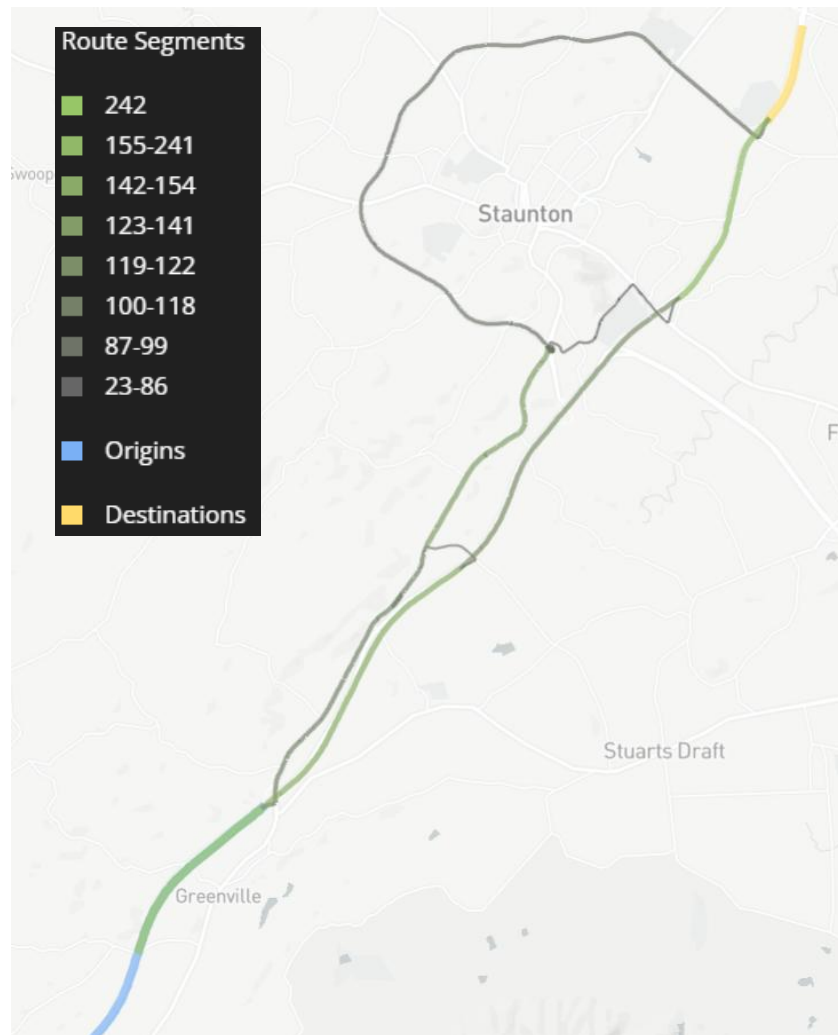 Route Segments
242
155-241
142-154
123-141
119-122
100-118
87-99
23-86
Origins
Destinations
Swoop
Staunton
F
Stuarts Draft
Greenville